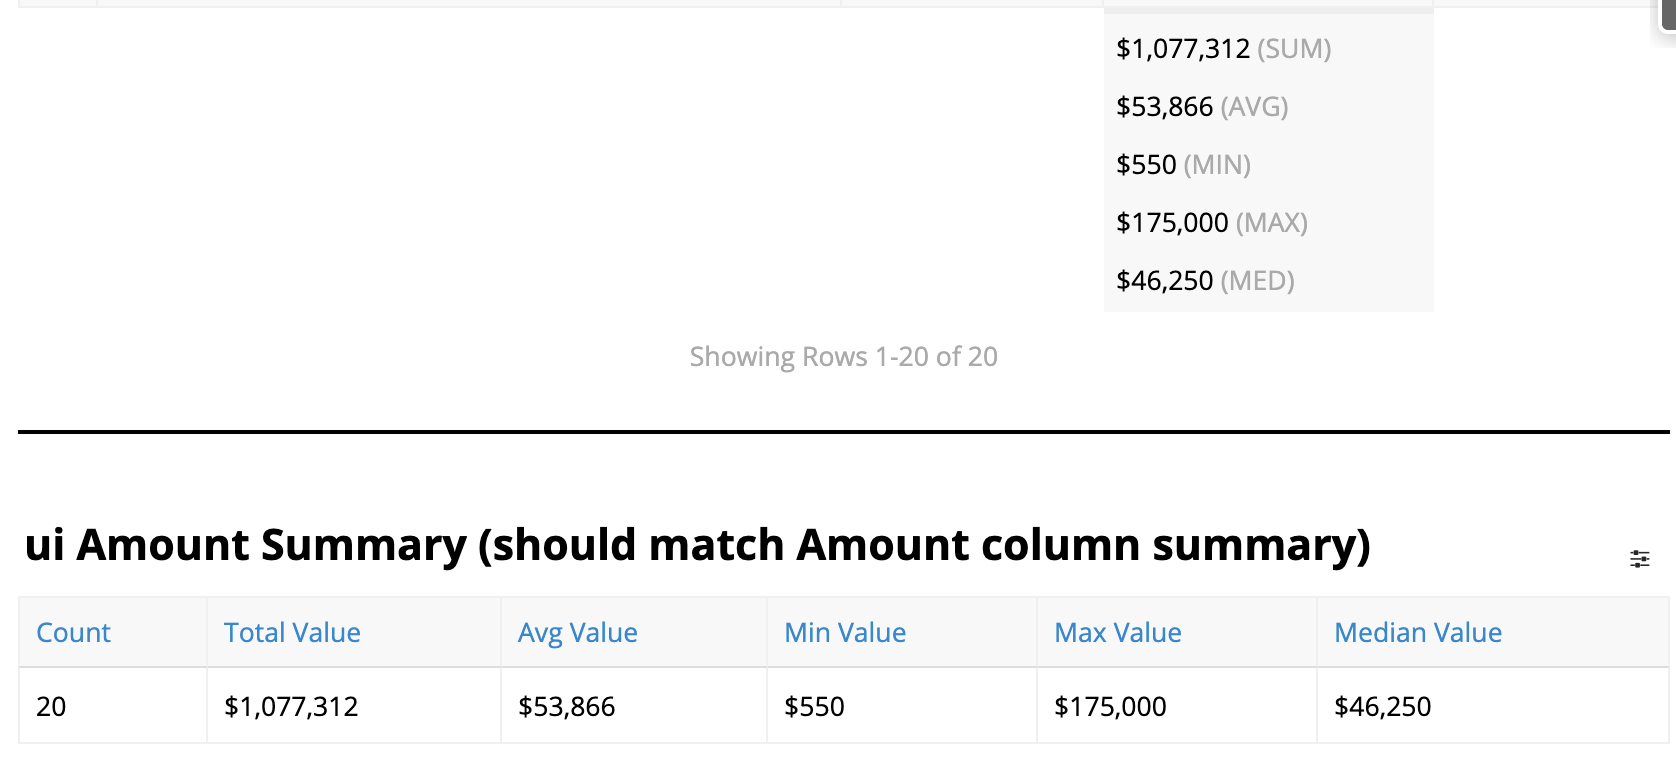 $1,077,312 (SUM)
$53,866 (AVG)
$550 (MIN)
$175,000 (MAX)
$46,250 (MED)
Showing Rows 1-20 of 20
ui Amount Summary (should match Amount column summary)
Count Total Value Avg Value Min Value Max Value Median Value
20 $1,077,312 $53,866 $550 $175,000 $46,250